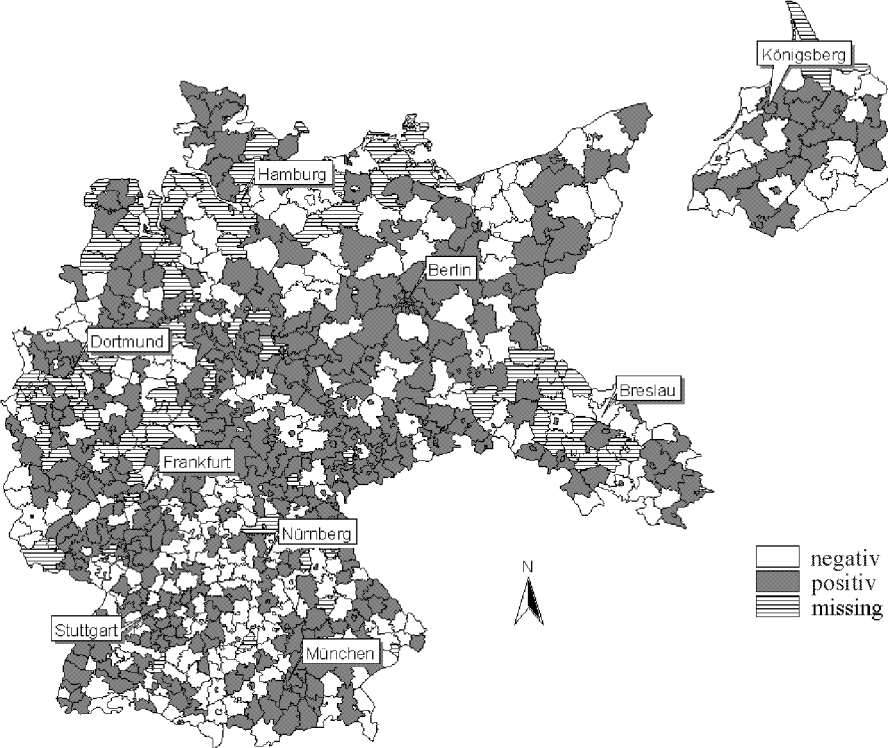 Königsberg
Hamburg
Berlin
Dortmund
Breslau
Frankfurt
Nürnberg
N
negativ
positiv
missing
Stuttgart
München